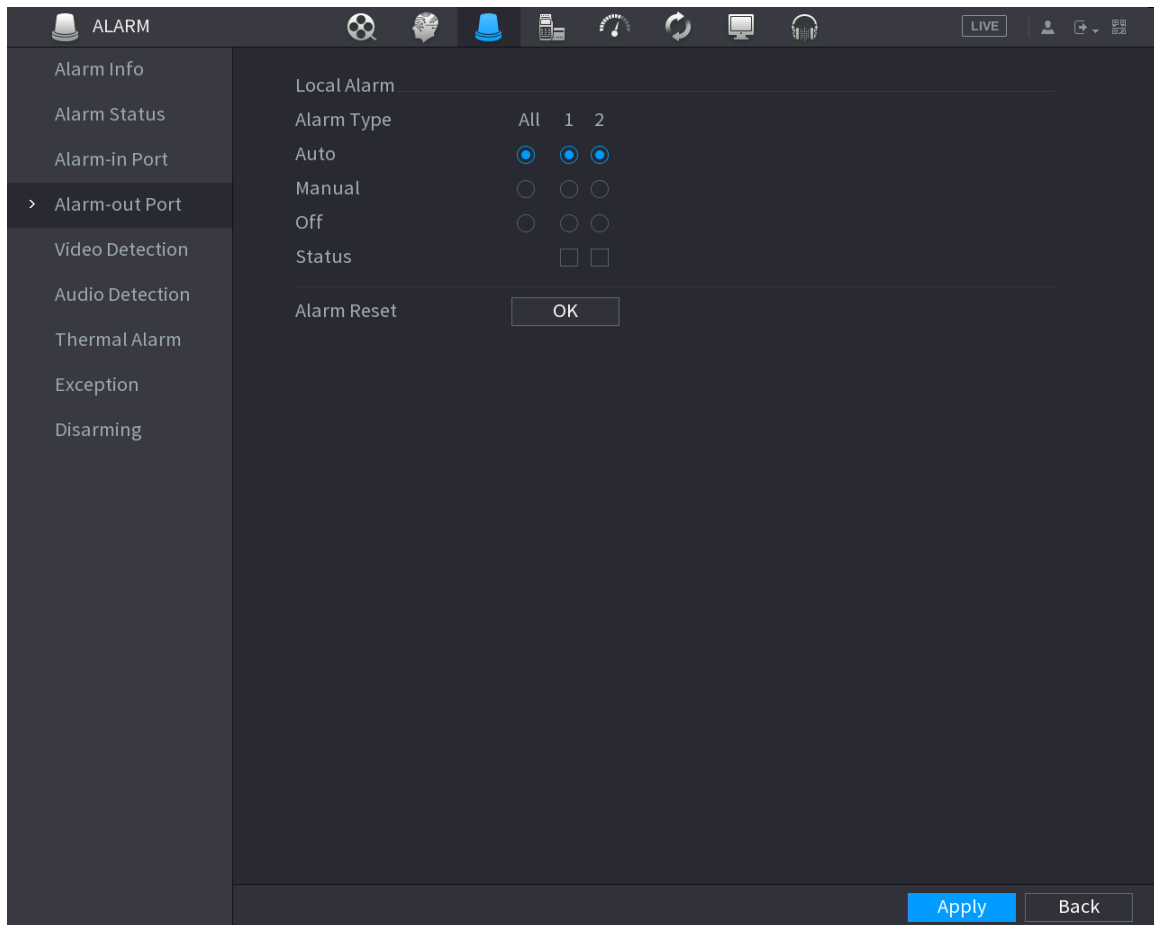 ALARM
LIVE
Alarm Info
Alarm Status
Alarm-in Port
Alarm-out Port
Video Detection
Audio Detection
Thermal Alarm
Exception
Disarming
Local Alarm
Alarm Type All 1 2
Auto
Manual
Off
Status
Alarm Reset OK
Apply Back